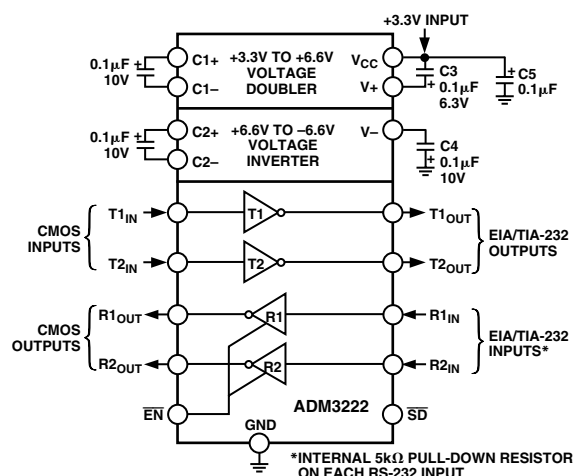 +3.3V INPUT
0.1μF
10V
C1+
C1–
+3.3V TO +6.6V
VOLTAGE
DOUBLER
VCC
V+
C3
0.1μF
6.3V
C5
0.1μF
0.1μF
10V
C2+
C2–
+6.6V TO –6.6V
VOLTAGE
INVERTER
V–
C4
0.1μF
10V
CMOS
INPUTS
T1IN
T2IN
T1
T2
T1OUT
T2OUT
EIA/TIA-232
OUTPUTS
CMOS
OUTPUTS
R1OUT
R2OUT
R1
R2
R1IN
R2IN
EIA/TIA-232
INPUTS*
EN
GND
ADM3222
SD
*INTERNAL 5kΩ PULL-DOWN RESISTOR
ON EACH RS-232 INPUT